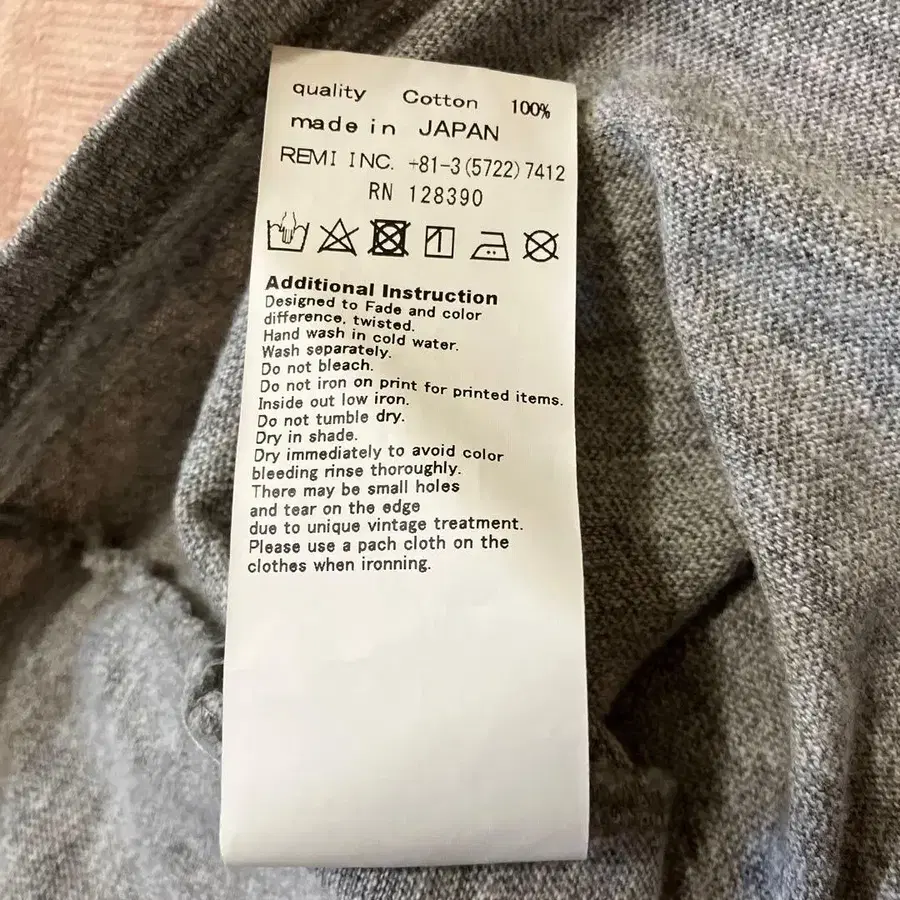 quality Cotton 100%
made in JAPAN
REMI INC. +81-3(5722)7412
RN 128390
Additional Instruction
Designed to Fade and color
difference, twisted.
Hand wash in cold water.
Wash separately.
Do not bleach.
Do not iron on print for printed items.
Inside out low iron.
Do not tumble dry.
Dry in shade.
Dry immediately to avoid color
bleeding rinse thoroughly.
There may be small holes
and tear on the edge
due to unique vintage treatment.
Please use a pach cloth on the
clothes when ironning.